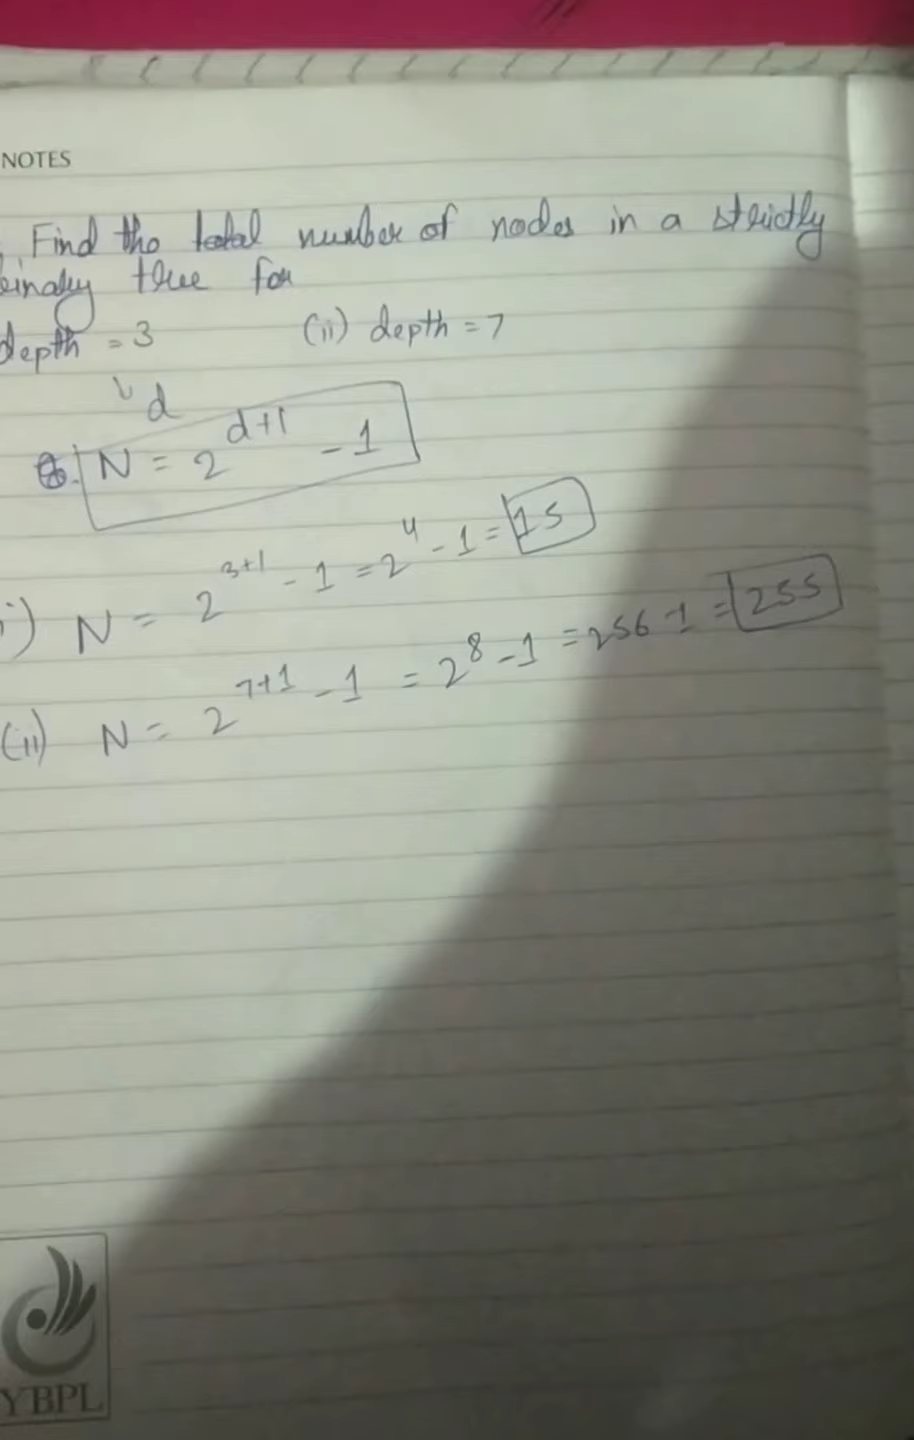 NOTES
Find the total number of nodes in a strictly
binary tree for
depth = 3 (ii) depth = 7
d
N = 2^{d+1} - 1
i) N = 2^{3+1} - 1 = 2^4 - 1 = 15
(ii) N = 2^{7+1} - 1 = 2^8 - 1 = 256 - 1 = 255
YBPL